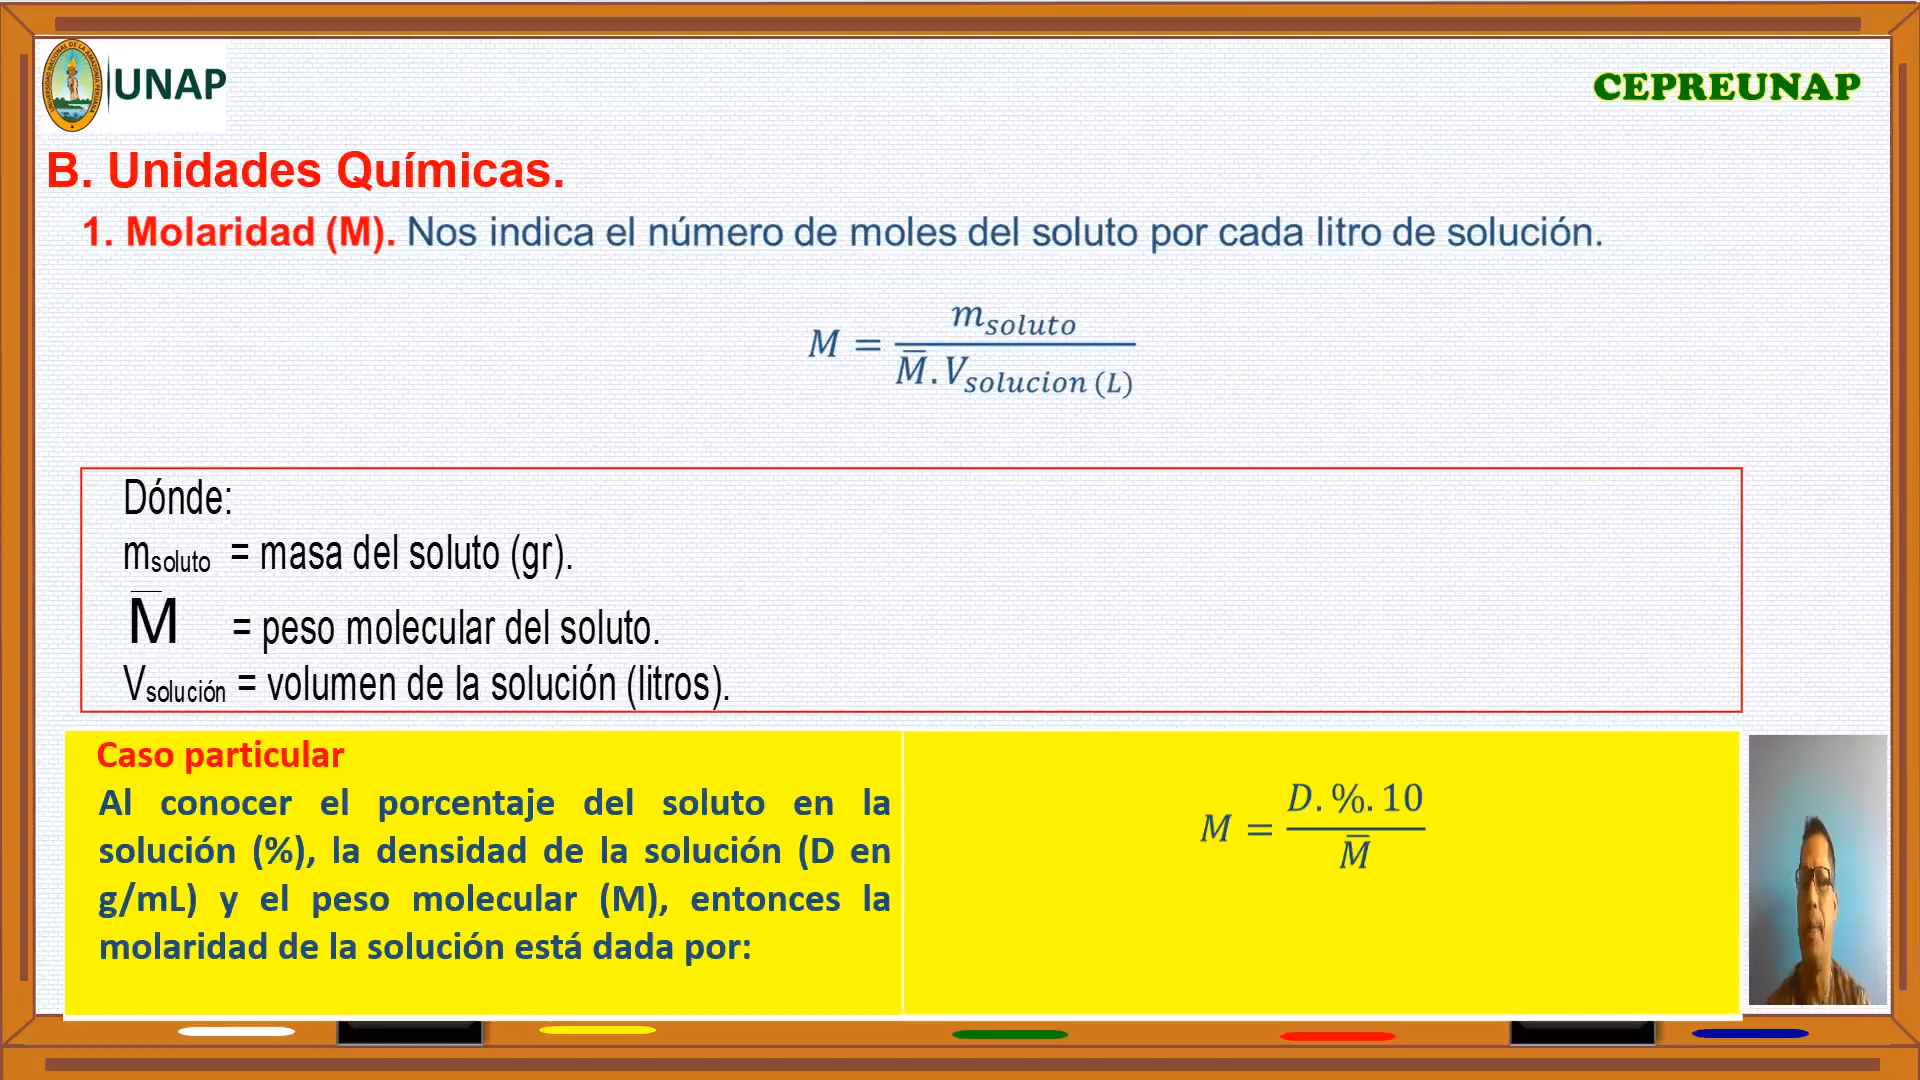 UNAP
CEPREUNAP
B. Unidades Químicas.
1. Molaridad (M). Nos indica el número de moles del soluto por cada litro de solución.
M = m_soluto / M̅ . V_solucion (L)
Dónde:
m_soluto = masa del soluto (gr).
M̅ = peso molecular del soluto.
V_solución = volumen de la solución (litros).
Caso particular
Al conocer el porcentaje del soluto en la
solución (%), la densidad de la solución (D en
g/mL) y el peso molecular (M), entonces la
molaridad de la solución está dada por:
M = D . % . 10 / M̅